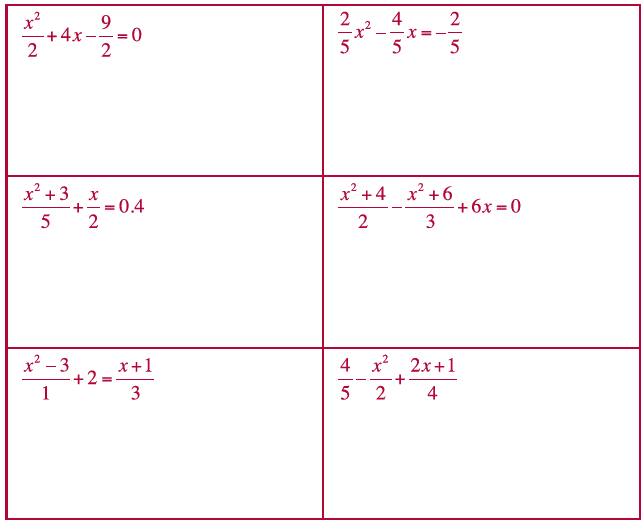 x²/2 + 4x − 9/2 = 0
2/5 x² − 4/5 x = − 2/5
(x² + 3)/5 + x/2 = 0.4
(x² + 4)/2 − (x² + 6)/3 + 6x = 0
(x² − 3)/1 + 2 = (x + 1)/3
4/5 − x²/2 + (2x + 1)/4